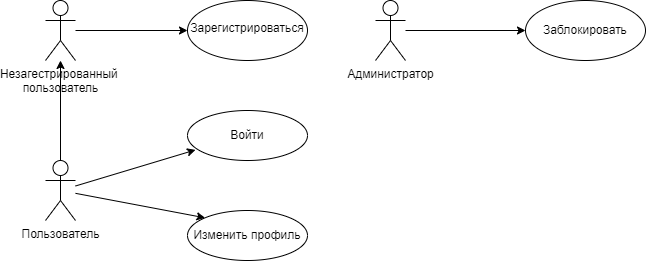 Зарегистрироваться
Незагестрированный
пользователь
Администратор
Заблокировать
Войти
Пользователь
Изменить профиль